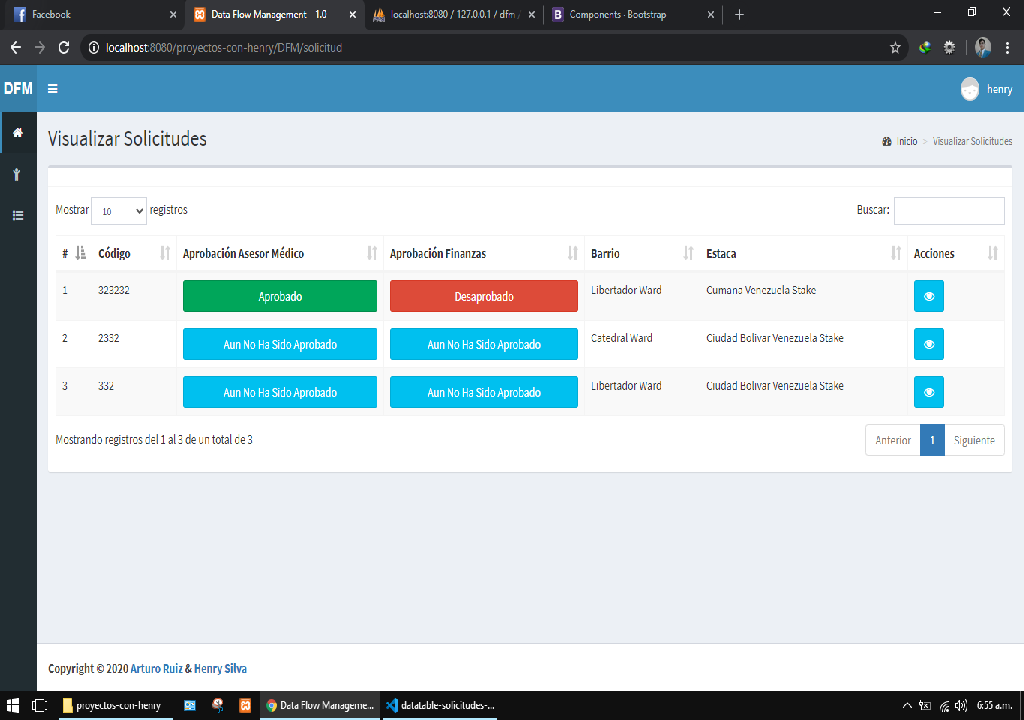 Facebook
Data Flow Management 1.0
localhost:8080 / 127.0.0.1 / dfm /
Components · Bootstrap
localhost:8080/proyectos-con-henry/DFM/solicitud
DFM
henry
Visualizar Solicitudes
Inicio > Visualizar Solicitudes
Mostrar 10 registros
Buscar:
# Código Aprobación Asesor Médico Aprobación Finanzas Barrio Estaca Acciones
1 323232 Aprobado Desaprobado Libertador Ward Cumana Venezuela Stake
2 2332 Aun No Ha Sido Aprobado Aun No Ha Sido Aprobado Catedral Ward Ciudad Bolivar Venezuela Stake
3 332 Aun No Ha Sido Aprobado Aun No Ha Sido Aprobado Libertador Ward Ciudad Bolivar Venezuela Stake
Mostrando registros del 1 al 3 de un total de 3
Anterior 1 Siguiente
Copyright © 2020 Arturo Ruiz & Henry Silva
proyectos-con-henry
Data Flow Manageme...
datatable-solicitudes-...
6:55 a.m.